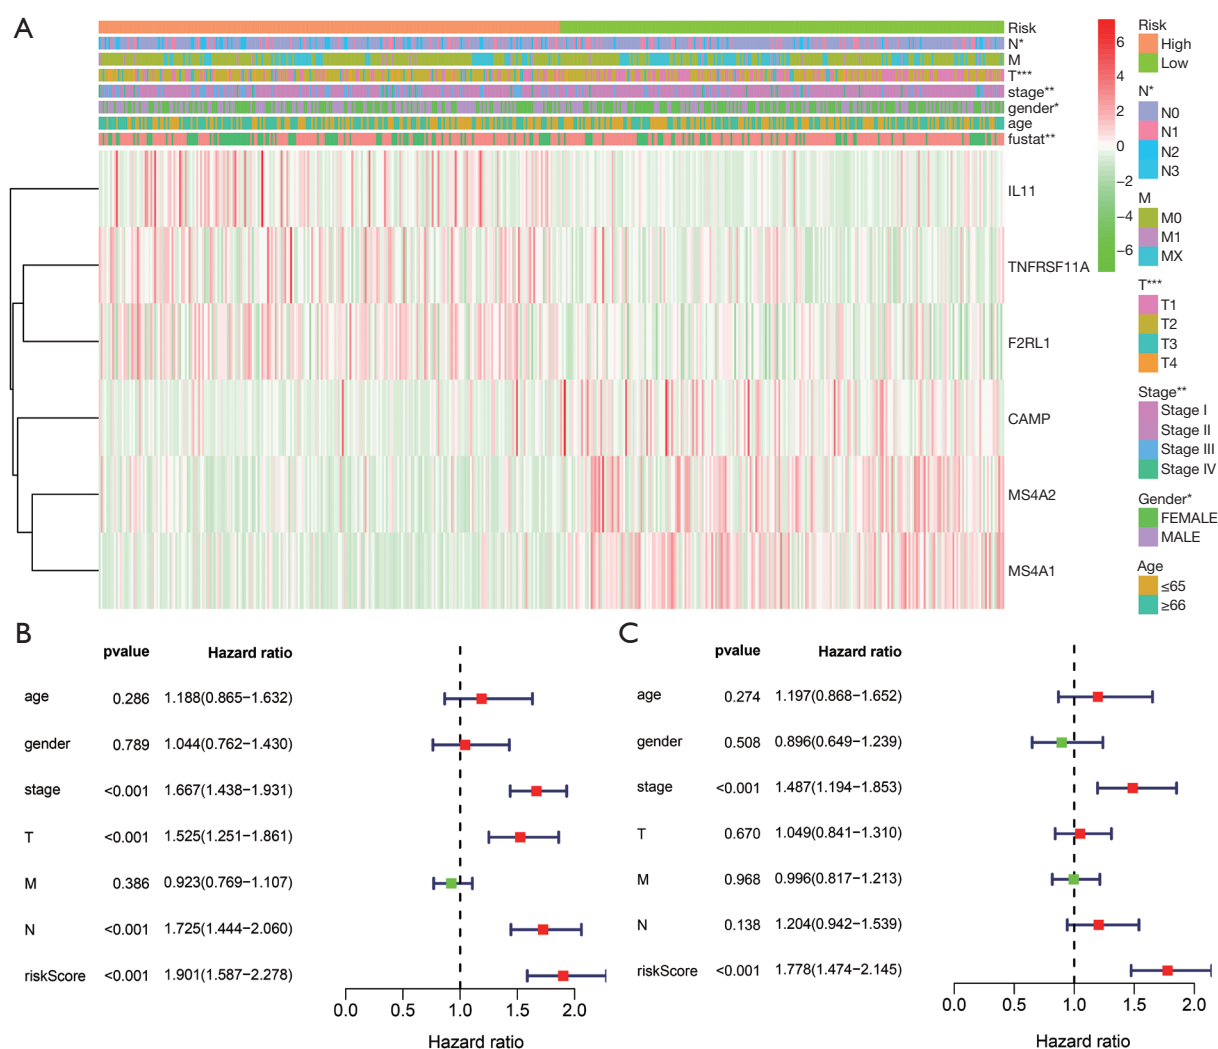 A
Risk
N*
M
T***
stage**
gender*
age
fustat**
IL11
TNFRSF11A
F2RL1
CAMP
MS4A2
MS4A1
6
4
2
0
−2
−4
−6
Risk
High
Low
N*
N0
N1
N2
N3
M
M0
M1
MX
T***
T1
T2
T3
T4
Stage**
Stage I
Stage II
Stage III
Stage IV
Gender*
FEMALE
MALE
Age
≤65
≥66
B
pvalue Hazard ratio
age 0.286 1.188(0.865−1.632)
gender 0.789 1.044(0.762−1.430)
stage <0.001 1.667(1.438−1.931)
T <0.001 1.525(1.251−1.861)
M 0.386 0.923(0.769−1.107)
N <0.001 1.725(1.444−2.060)
riskScore <0.001 1.901(1.587−2.278)
0.0 0.5 1.0 1.5 2.0
Hazard ratio
C
pvalue Hazard ratio
age 0.274 1.197(0.868−1.652)
gender 0.508 0.896(0.649−1.239)
stage <0.001 1.487(1.194−1.853)
T 0.670 1.049(0.841−1.310)
M 0.968 0.996(0.817−1.213)
N 0.138 1.204(0.942−1.539)
riskScore <0.001 1.778(1.474−2.145)
0.0 0.5 1.0 1.5 2.0
Hazard ratio